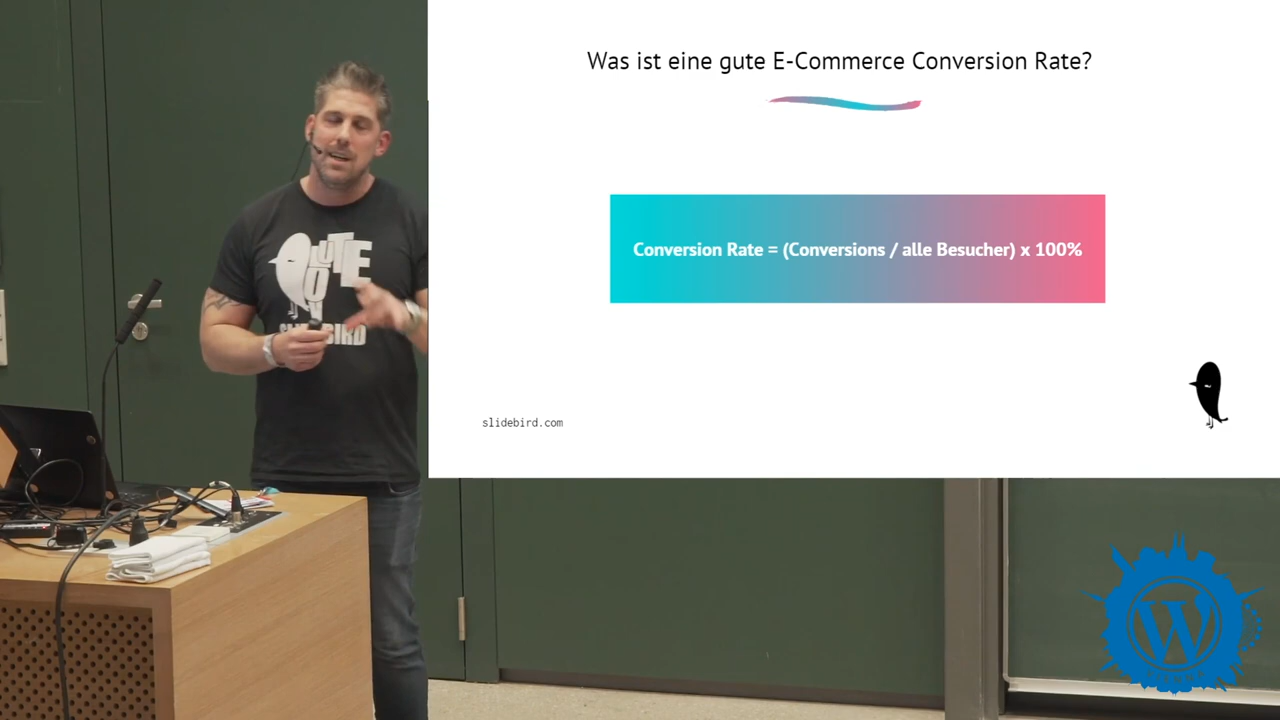 Was ist eine gute E-Commerce Conversion Rate?
Conversion Rate = (Conversions / alle Besucher) x 100%
slidebird.com